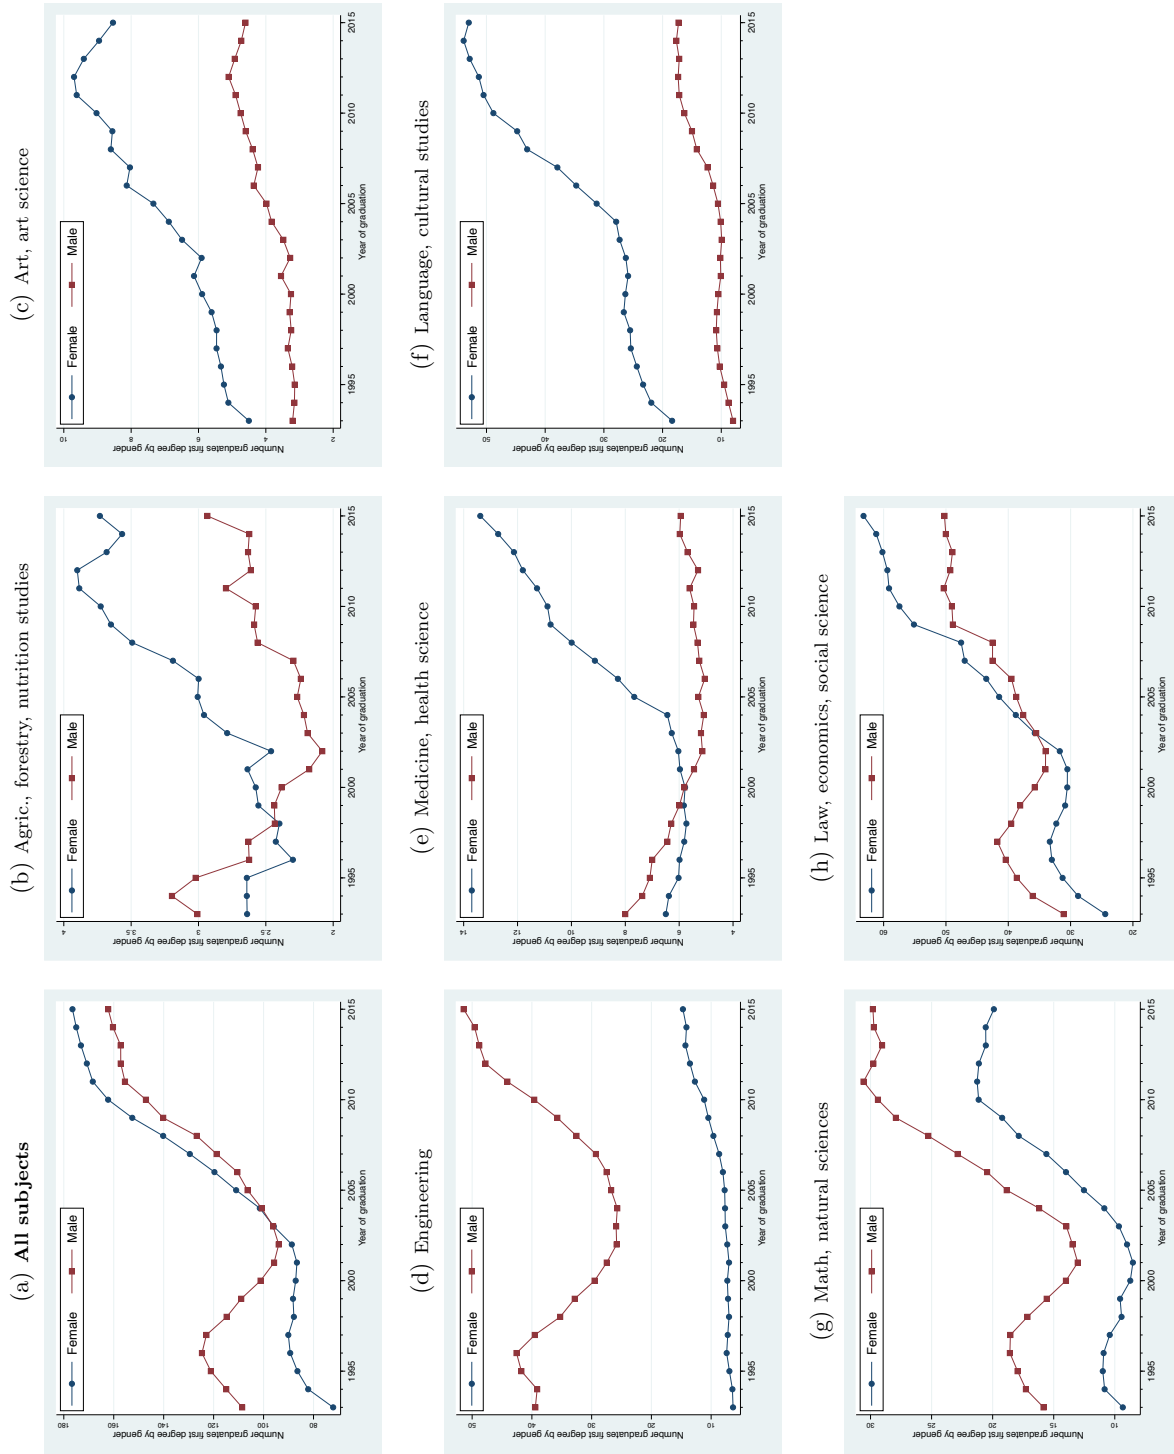 (a) All subjects
Female
Male
Number graduates first degree by gender
180
160
140
120
100
80
1995
2000
2005
2010
2015
Year of graduation
(b) Agric., forestry, nutrition studies
Female
Male
Number graduates first degree by gender
4
3.5
3
2.5
2
1995
2000
2005
2010
2015
Year of graduation
(c) Art, art science
Female
Male
Number graduates first degree by gender
10
8
6
4
2
1995
2000
2005
2010
2015
Year of graduation
(d) Engineering
Female
Male
Number graduates first degree by gender
50
40
30
20
10
1995
2000
2005
2010
2015
Year of graduation
(e) Medicine, health science
Female
Male
Number graduates first degree by gender
14
12
10
8
6
4
1995
2000
2005
2010
2015
Year of graduation
(f) Language, cultural studies
Female
Male
Number graduates first degree by gender
50
40
30
20
10
1995
2000
2005
2010
2015
Year of graduation
(g) Math, natural sciences
Female
Male
Number graduates first degree by gender
30
25
20
15
10
1995
2000
2005
2010
2015
Year of graduation
(h) Law, economics, social science
Female
Male
Number graduates first degree by gender
60
50
40
30
20
1995
2000
2005
2010
2015
Year of graduation